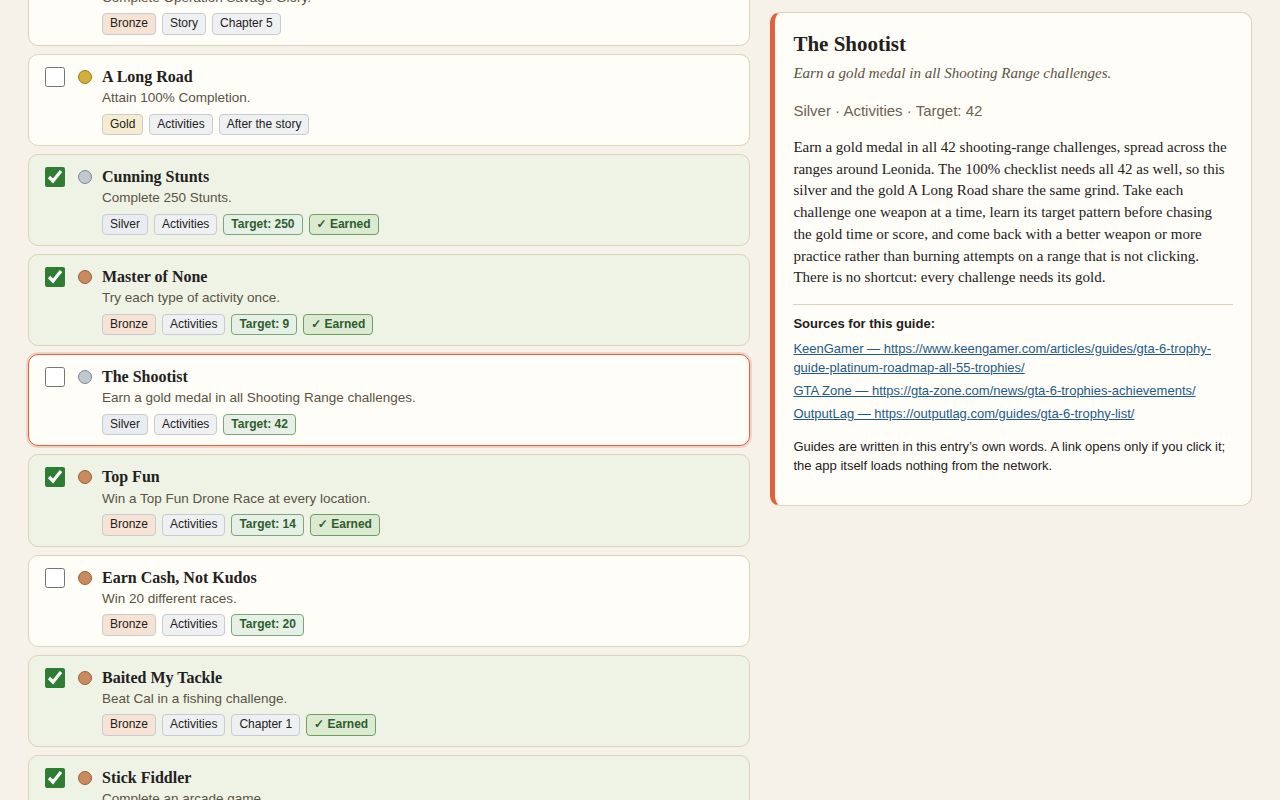 Complete Operation Savage Glory.
Bronze Story Chapter 5
A Long Road
Attain 100% Completion.
Gold Activities After the story
Cunning Stunts
Complete 250 Stunts.
Silver Activities Target: 250 ✓ Earned
Master of None
Try each type of activity once.
Bronze Activities Target: 9 ✓ Earned
The Shootist
Earn a gold medal in all Shooting Range challenges.
Silver Activities Target: 42
Top Fun
Win a Top Fun Drone Race at every location.
Bronze Activities Target: 14 ✓ Earned
Earn Cash, Not Kudos
Win 20 different races.
Bronze Activities Target: 20
Baited My Tackle
Beat Cal in a fishing challenge.
Bronze Activities Chapter 1 ✓ Earned
Stick Fiddler
Complete an arcade game.
The Shootist
Earn a gold medal in all Shooting Range challenges.
Silver · Activities · Target: 42
Earn a gold medal in all 42 shooting-range challenges, spread across the
ranges around Leonida. The 100% checklist needs all 42 as well, so this
silver and the gold A Long Road share the same grind. Take each
challenge one weapon at a time, learn its target pattern before chasing
the gold time or score, and come back with a better weapon or more
practice rather than burning attempts on a range that is not clicking.
There is no shortcut: every challenge needs its gold.
Sources for this guide:
KeenGamer — https://www.keengamer.com/articles/guides/gta-6-trophy-
guide-platinum-roadmap-all-55-trophies/
GTA Zone — https://gta-zone.com/news/gta-6-trophies-achievements/
OutputLag — https://outputlag.com/guides/gta-6-trophy-list/
Guides are written in this entry's own words. A link opens only if you click it;
the app itself loads nothing from the network.